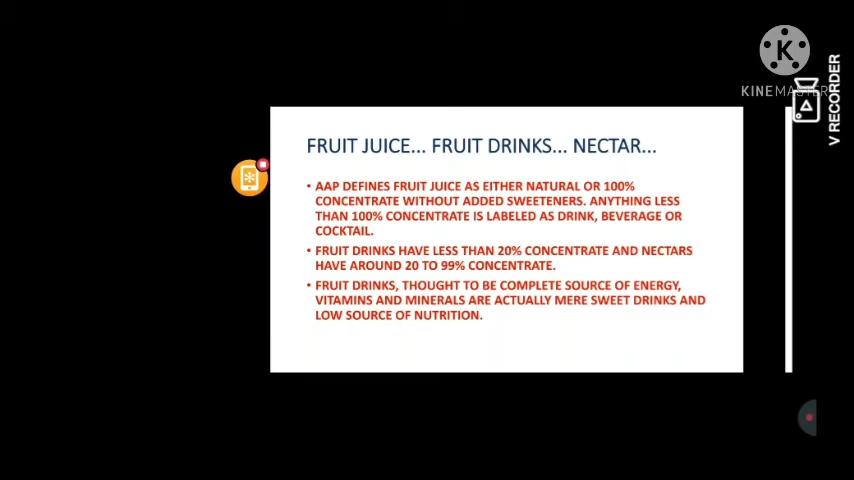 KINEMASTER
V RECORDER
FRUIT JUICE... FRUIT DRINKS... NECTAR...
• AAP DEFINES FRUIT JUICE AS EITHER NATURAL OR 100%
CONCENTRATE WITHOUT ADDED SWEETENERS. ANYTHING LESS
THAN 100% CONCENTRATE IS LABELED AS DRINK, BEVERAGE OR
COCKTAIL.
• FRUIT DRINKS HAVE LESS THAN 20% CONCENTRATE AND NECTARS
HAVE AROUND 20 TO 99% CONCENTRATE.
• FRUIT DRINKS, THOUGHT TO BE COMPLETE SOURCE OF ENERGY,
VITAMINS AND MINERALS ARE ACTUALLY MERE SWEET DRINKS AND
LOW SOURCE OF NUTRITION.